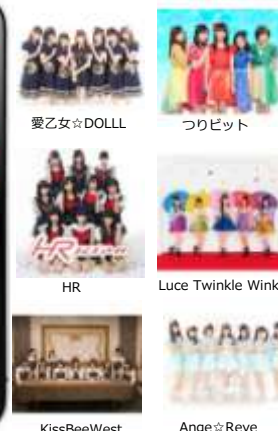 愛乙女☆DOLLL
つりビット
HR
HR
Luce Twinkle Wink
KissBeeWest
Ange☆Reve